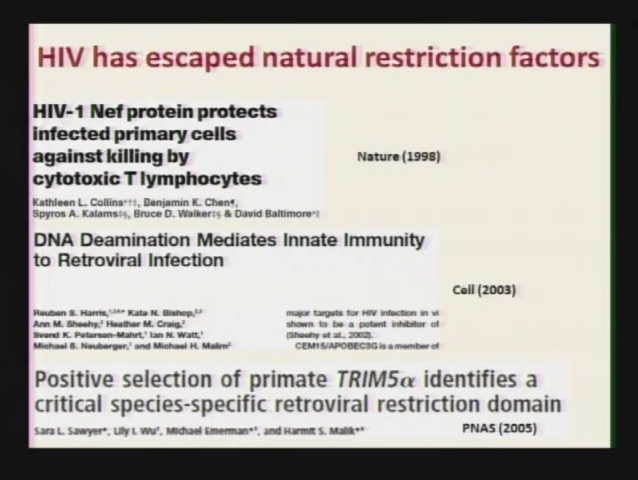 HIV has escaped natural restriction factors
HIV-1 Nef protein protects
infected primary cells
against killing by
cytotoxic T lymphocytes
Nature (1998)
Kathleen L. Collins*†‡, Benjamin K. Chen¶,
Spyros A. Kalams‡§, Bruce D. Walker‡§ & David Baltimore*
DNA Deamination Mediates Innate Immunity
to Retroviral Infection
Cell (2003)
Reuben S. Harris, Kate N. Bishop,
Ann M. Sheehy, Heather M. Craig,
Svend K. Petersen-Mahrt, Ian N. Watt,
Michael S. Neuberger, and Michael H. Malim
major targets for HIV infection in vi
shown to be a potent inhibitor of
(Sheehy et al., 2002).
CEM15/APOBEC3G is a member of
Positive selection of primate TRIM5α identifies a
critical species-specific retroviral restriction domain
Sara L. Sawyer*, Lily I. Wu†, Michael Emerman*†, and Harmit S. Malik*
PNAS (2005)